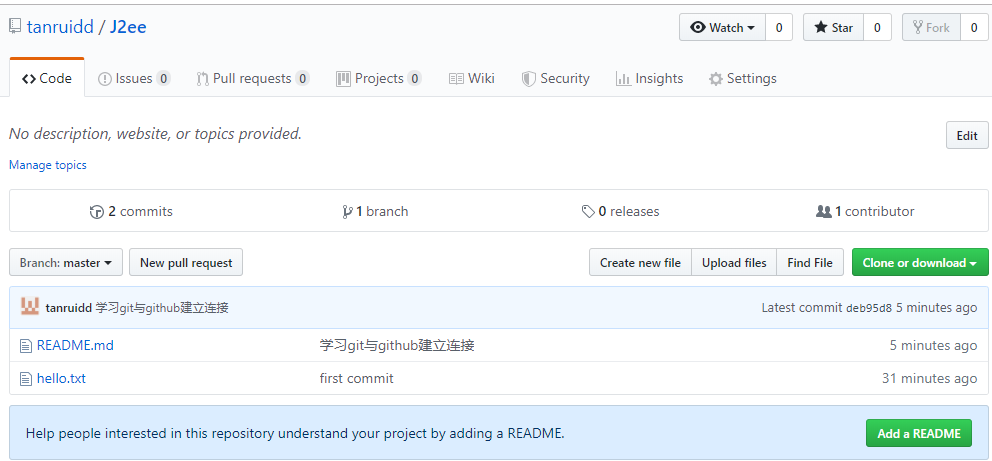 tanruidd / J2ee Watch 0 Star 0 Fork 0
Code Issues 0 Pull requests 0 Projects 0 Wiki Security Insights Settings
No description, website, or topics provided. Edit
Manage topics
2 commits 1 branch 0 releases 1 contributor
Branch: master New pull request Create new file Upload files Find File Clone or download
tanruidd 学习git与github建立连接 Latest commit deb95d8 5 minutes ago
README.md 学习git与github建立连接 5 minutes ago
hello.txt first commit 31 minutes ago
Help people interested in this repository understand your project by adding a README. Add a README